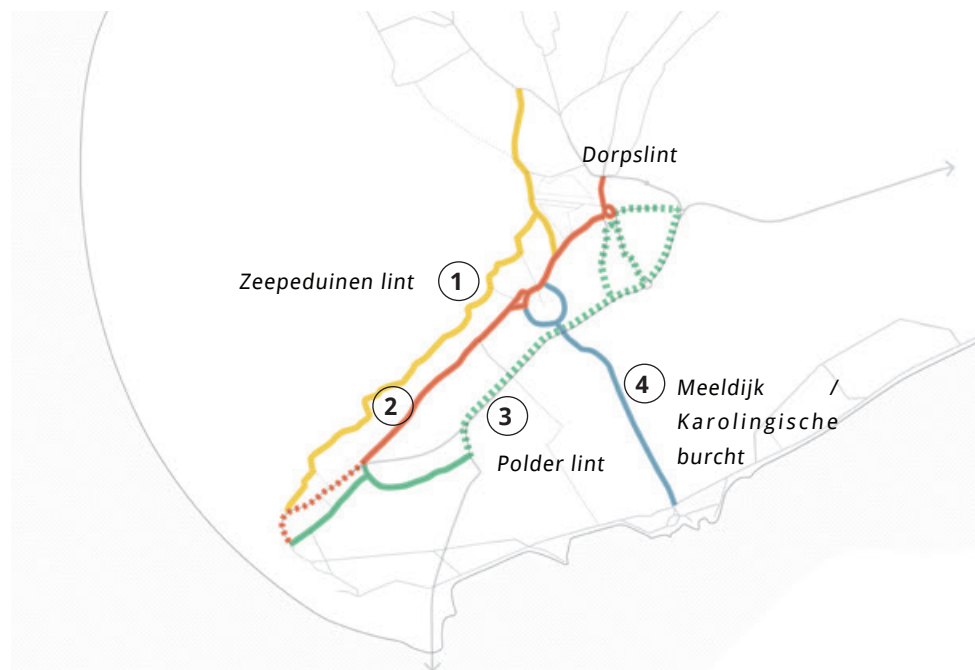 Dorpslint
Zeepeduinen lint
1
2
3
4
Meeldijk /
Karolingische
burcht
Polder lint